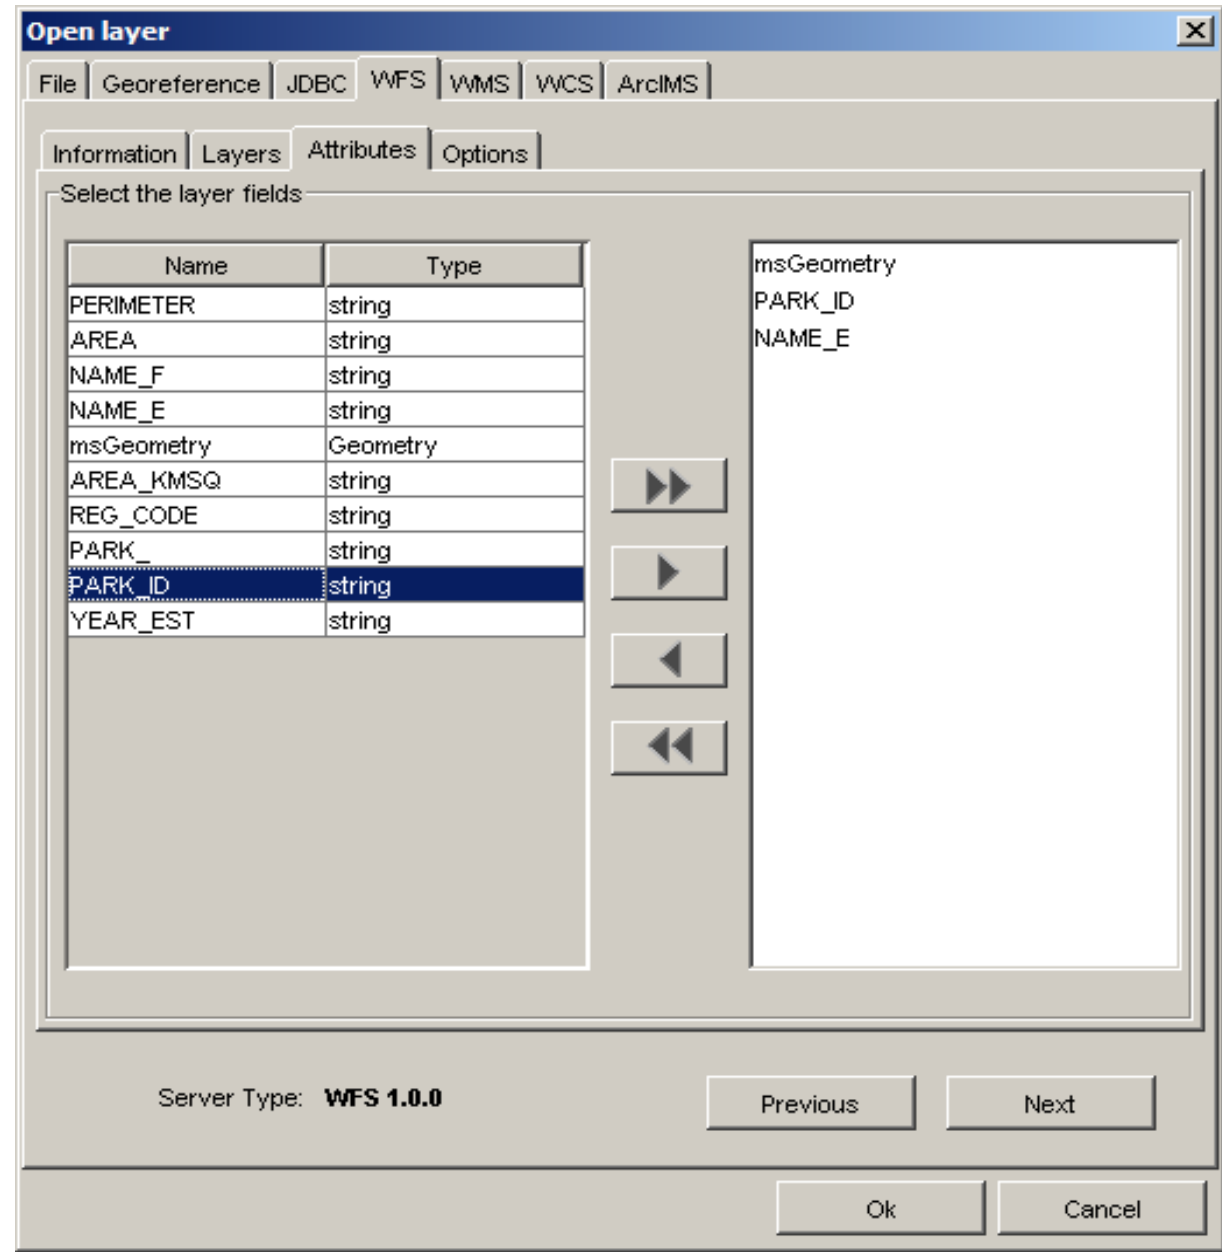 Open layer
File Georeference JDBC WFS WMS WCS ArcIMS
Information Layers Attributes Options
Select the layer fields
Name Type
PERIMETER string
AREA string
NAME_F string
NAME_E string
msGeometry Geometry
AREA_KMSQ string
REG_CODE string
PARK_ string
PARK_ID string
YEAR_EST string
msGeometry
PARK_ID
NAME_E
Server Type: WFS 1.0.0
Previous Next
Ok Cancel